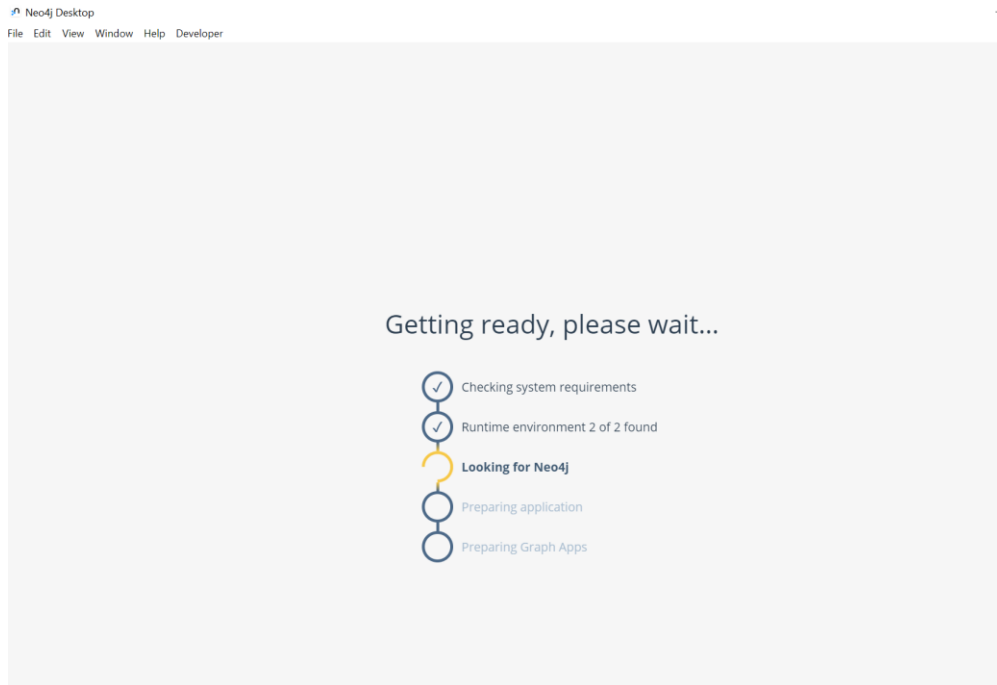 Neo4j Desktop
File Edit View Window Help Developer
Getting ready, please wait...
Checking system requirements
Runtime environment 2 of 2 found
Looking for Neo4j
Preparing application
Preparing Graph Apps